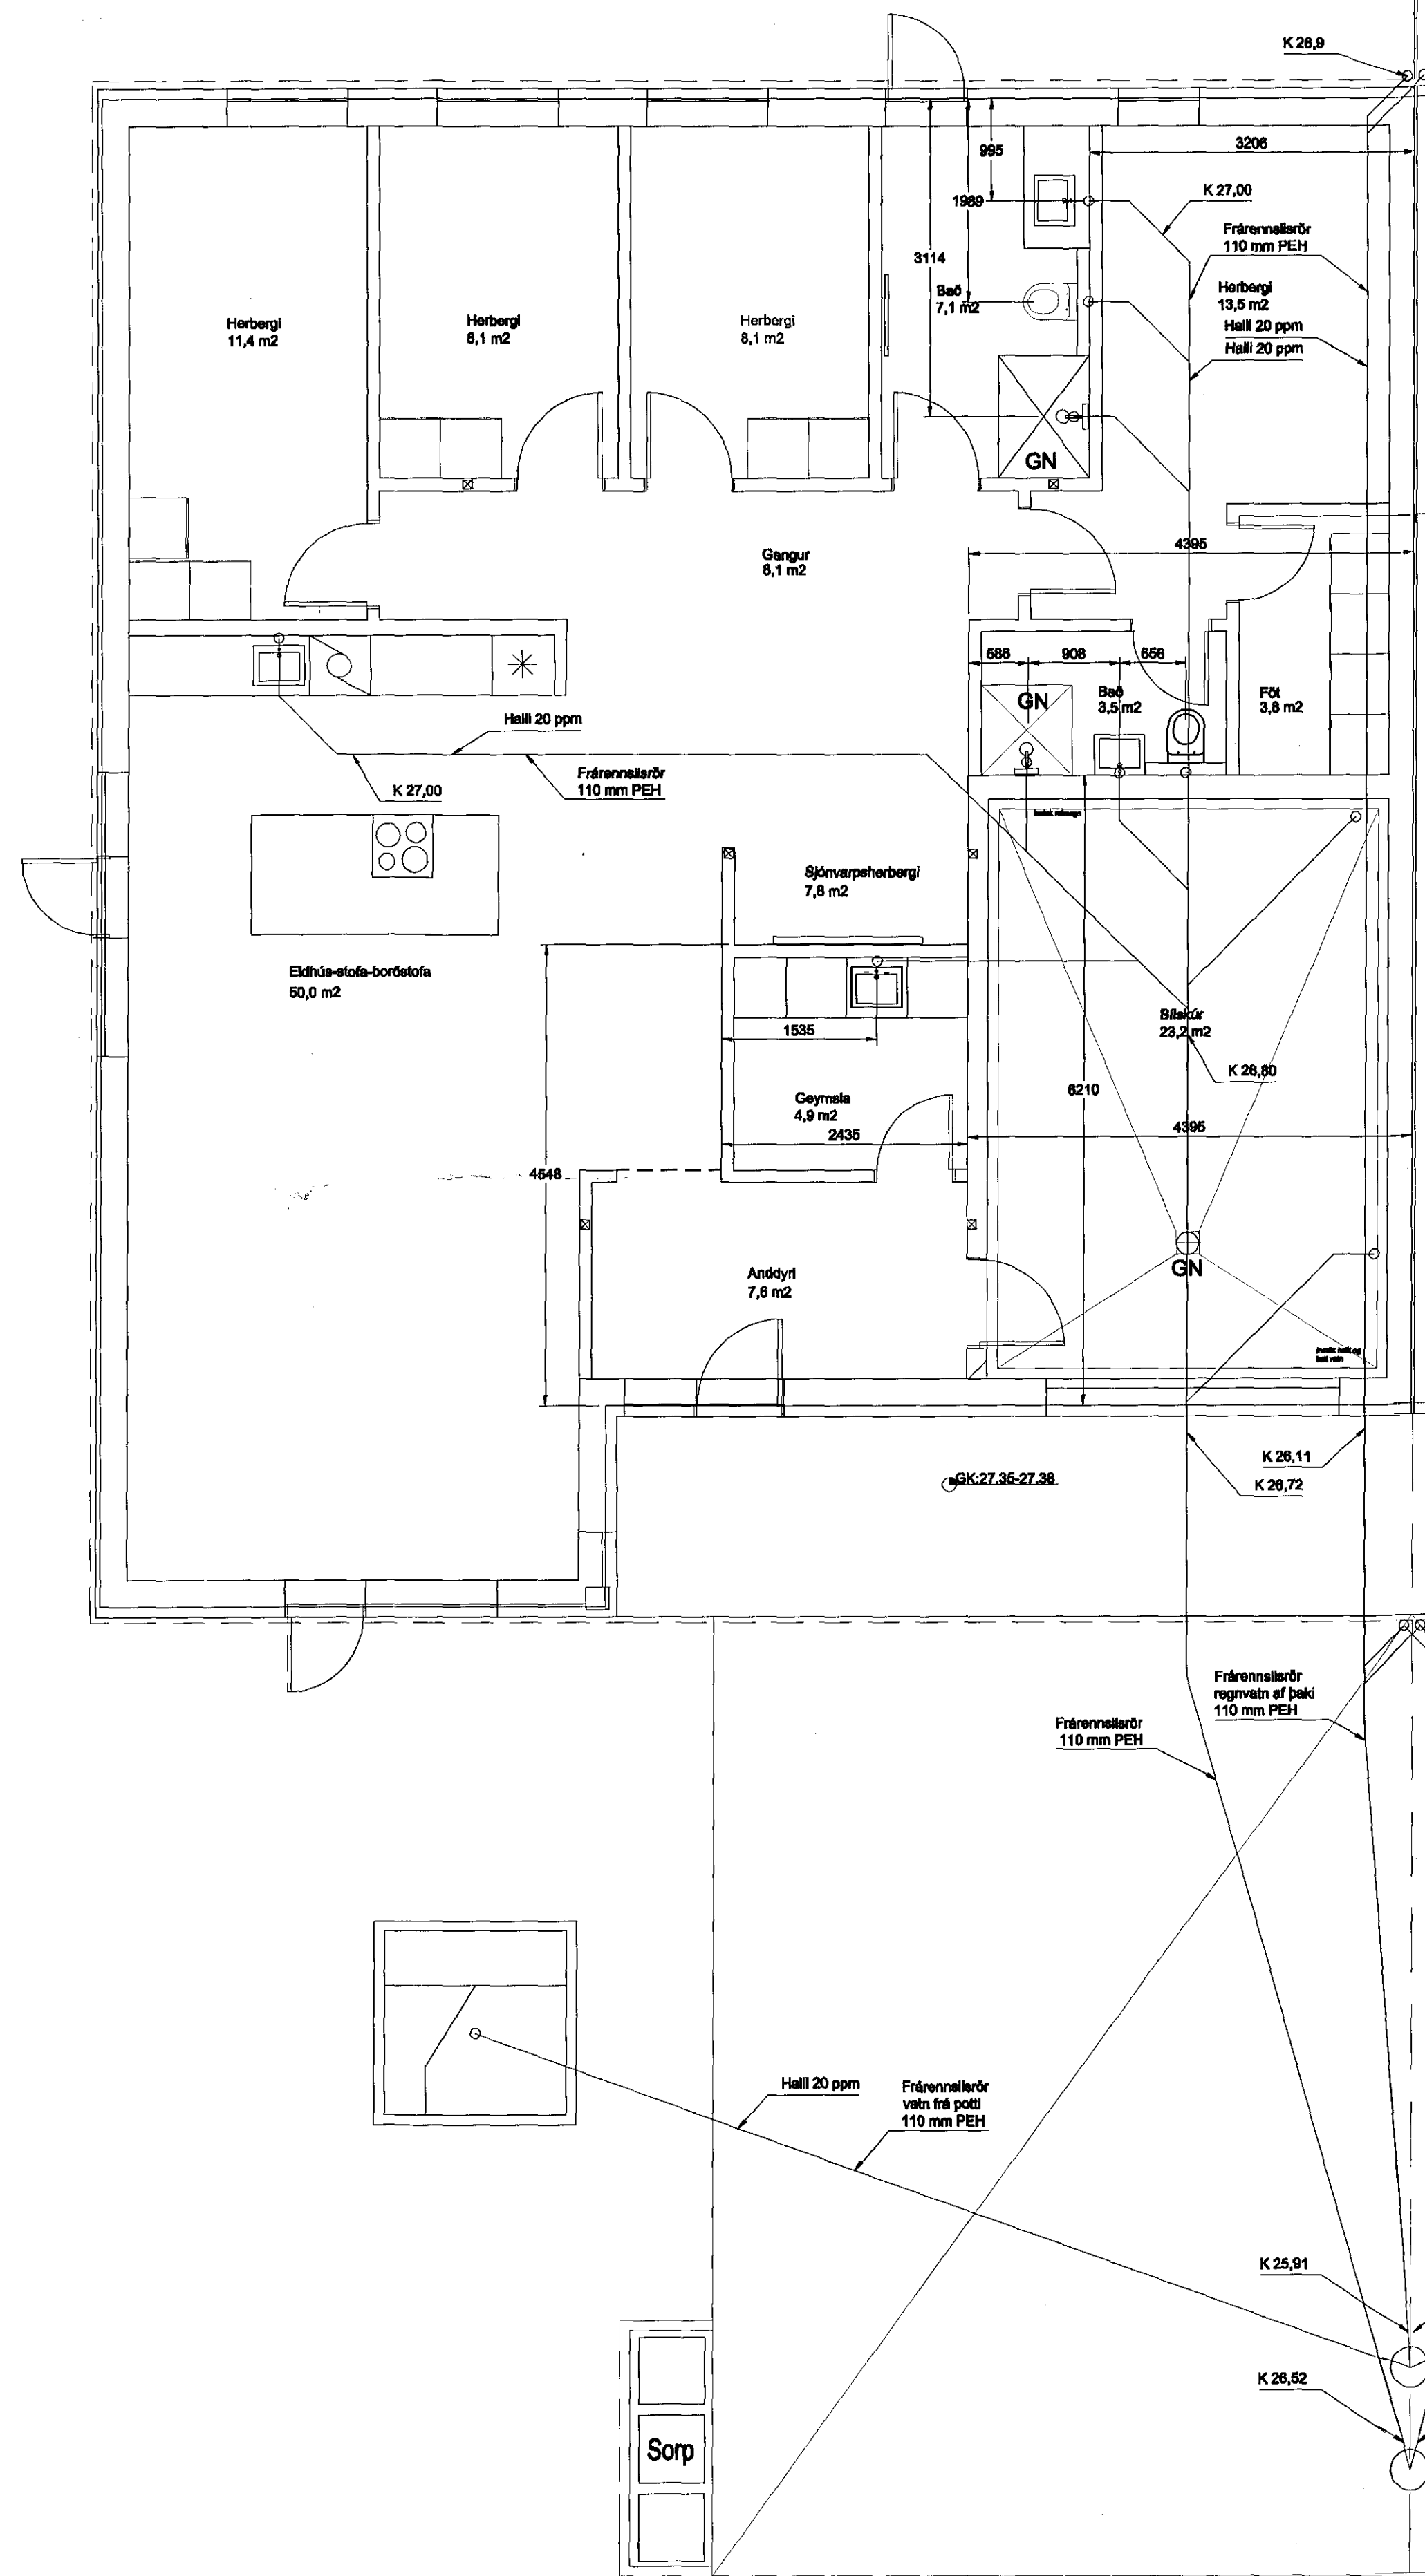 K 26,9
995
3206
1989
K 27,00
Frárennslisrör
110 mm PEH
3114
Bað
7,1 m2
Herbergi
13,5 m2
Halli 20 ppm
Halli 20 ppm
Herbergi
11,4 m2
Herbergi
8,1 m2
Herbergi
8,1 m2
GN
Gangur
8,1 m2
4395
586
908
656
GN
Bað
3,5 m2
Föt
3,8 m2
Halli 20 ppm
Frárennslisrör
110 mm PEH
K 27,00
Sjónvarpsherbergi
7,8 m2
Eldhús-stofa-borðstofa
50,0 m2
1535
Bílskúr
23,2 m2
K 26,80
6210
Geymsla
4,9 m2
2435
4395
4548
GN
Anddyri
7,6 m2
K 26,11
K 26,72
GK:27.35-27.38
Frárennslisrör
regnvatn af þaki
110 mm PEH
Frárennslisrör
110 mm PEH
Halli 20 ppm
Frárennslisrör
vatn frá potti
110 mm PEH
K 25,91
K 26,52
Sorp